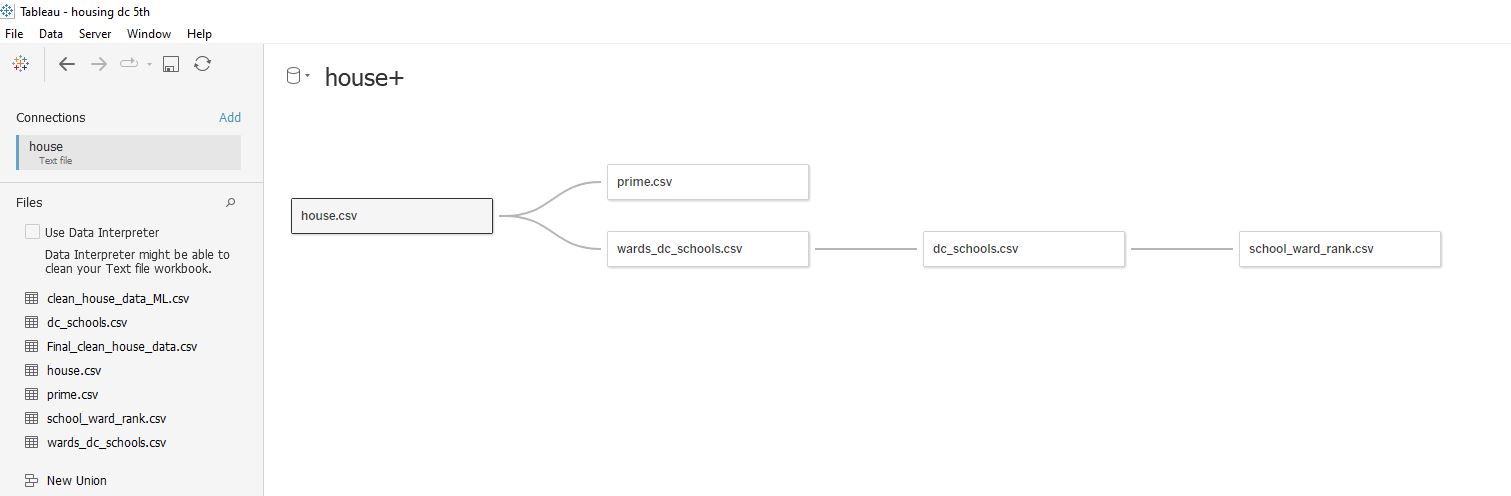 Tableau - housing dc 5th
File Data Server Window Help
house+
Connections Add
house
Text file
prime.csv
house.csv
wards_dc_schools.csv dc_schools.csv school_ward_rank.csv
Files
Use Data Interpreter
Data Interpreter might be able to
clean your Text file workbook.
clean_house_data_ML.csv
dc_schools.csv
Final_clean_house_data.csv
house.csv
prime.csv
school_ward_rank.csv
wards_dc_schools.csv
New Union